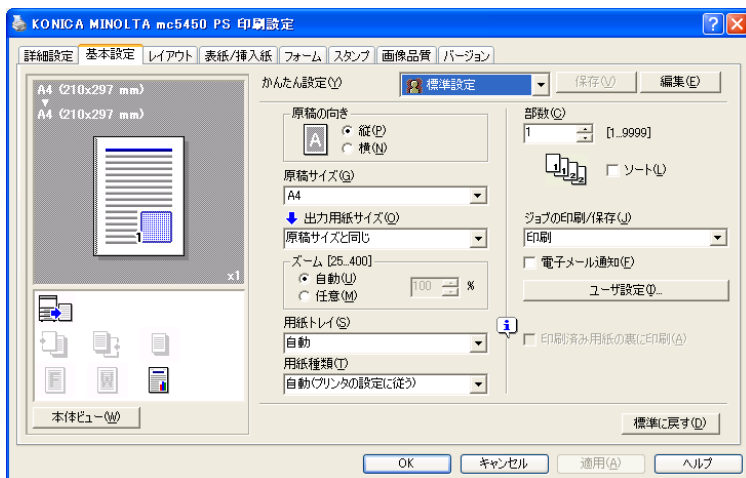 KONICA MINOLTA mc5450 PS 印刷設定
詳細設定 基本設定 レイアウト 表紙/挿入紙 フォーム スタンプ 画像品質 バージョン
A4 (210x297 mm)
A4 (210x297 mm)
1
x1
本体ビュー(W)
かんたん設定(Y) 標準設定 保存(V) 編集(E)
原稿の向き
A
縦(P)
横(N)
原稿サイズ(G)
A4
出力用紙サイズ(O)
原稿サイズと同じ
ズーム [25...400]
自動(U)
任意(M)
100 %
用紙トレイ(S)
自動
用紙種類(T)
自動(プリンタの設定に従う)
部数(C)
1 [1...9999]
1 1 2 2 ソート(L)
ジョブの印刷/保存(J)
印刷
電子メール通知(F)
ユーザ設定(I)...
印刷済み用紙の裏に印刷(A)
標準に戻す(D)
OK キャンセル 適用(A) ヘルプ